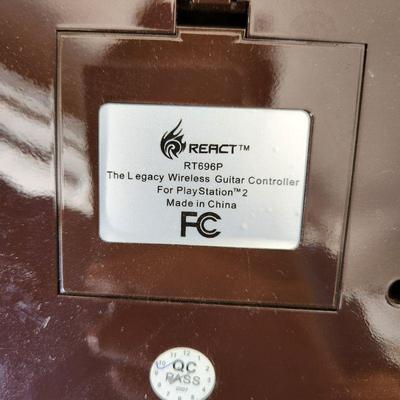 REACT™
RT696P
The Legacy Wireless Guitar Controller
For PlayStation™2
Made in China
FC
QC
PASS